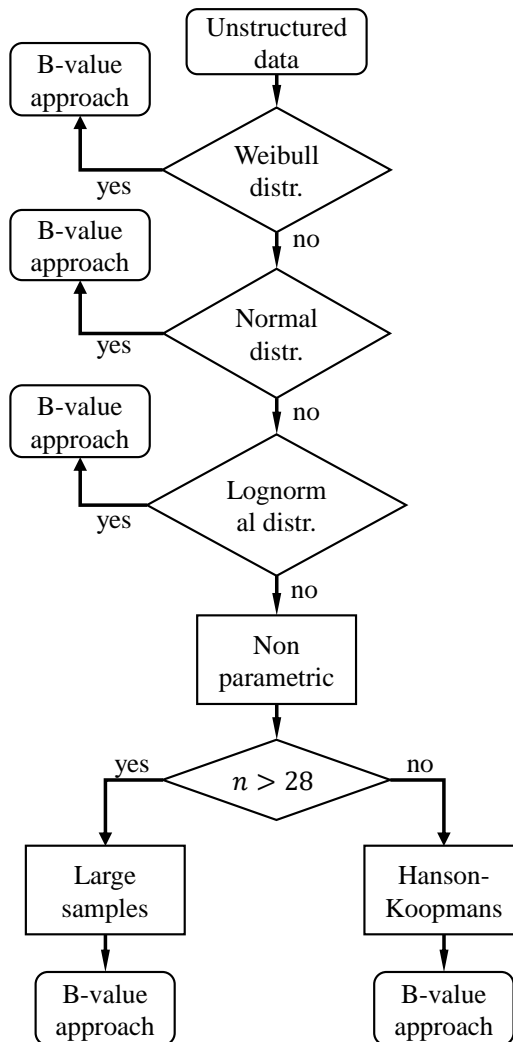 Unstructured
data
B-value
approach
Weibull
distr.
yes
no
B-value
approach
Normal
distr.
yes
no
B-value
approach
Lognorm
al distr.
yes
no
Non
parametric
yes
n > 28
no
Large
samples
Hanson-
Koopmans
B-value
approach
B-value
approach